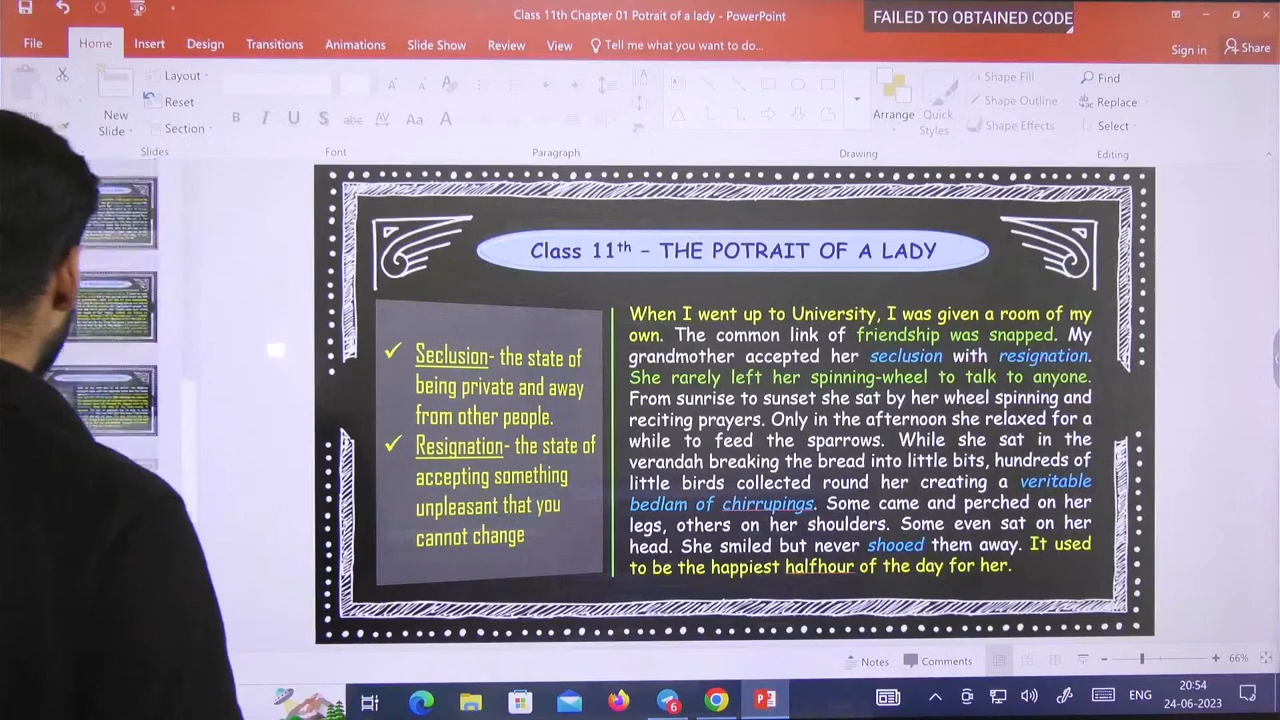 Class 11th Chapter 01 Potrait of a lady - PowerPoint
FAILED TO OBTAINED CODE
File Home Insert Design Transitions Animations Slide Show Review View Tell me what you want to do...
Sign in Share
New
Slide
Layout
Reset
Section
B I U S abc AV Aa A
Arrange
Quick
Styles
Shape Fill
Shape Outline
Shape Effects
Find
Replace
Select
Slides Font Paragraph Drawing Editing
Class 11th - THE POTRAIT OF A LADY
✓ Seclusion- the state of
being private and away
from other people.
✓ Resignation- the state of
accepting something
unpleasant that you
cannot change
When I went up to University, I was given a room of my
own. The common link of friendship was snapped. My
grandmother accepted her seclusion with resignation.
She rarely left her spinning-wheel to talk to anyone.
From sunrise to sunset she sat by her wheel spinning and
reciting prayers. Only in the afternoon she relaxed for a
while to feed the sparrows. While she sat in the
verandah breaking the bread into little bits, hundreds of
little birds collected round her creating a veritable
bedlam of chirrupings. Some came and perched on her
legs, others on her shoulders. Some even sat on her
head. She smiled but never shooed them away. It used
to be the happiest halfhour of the day for her.
Notes Comments 66%
6
ENG
20:54
24-06-2023